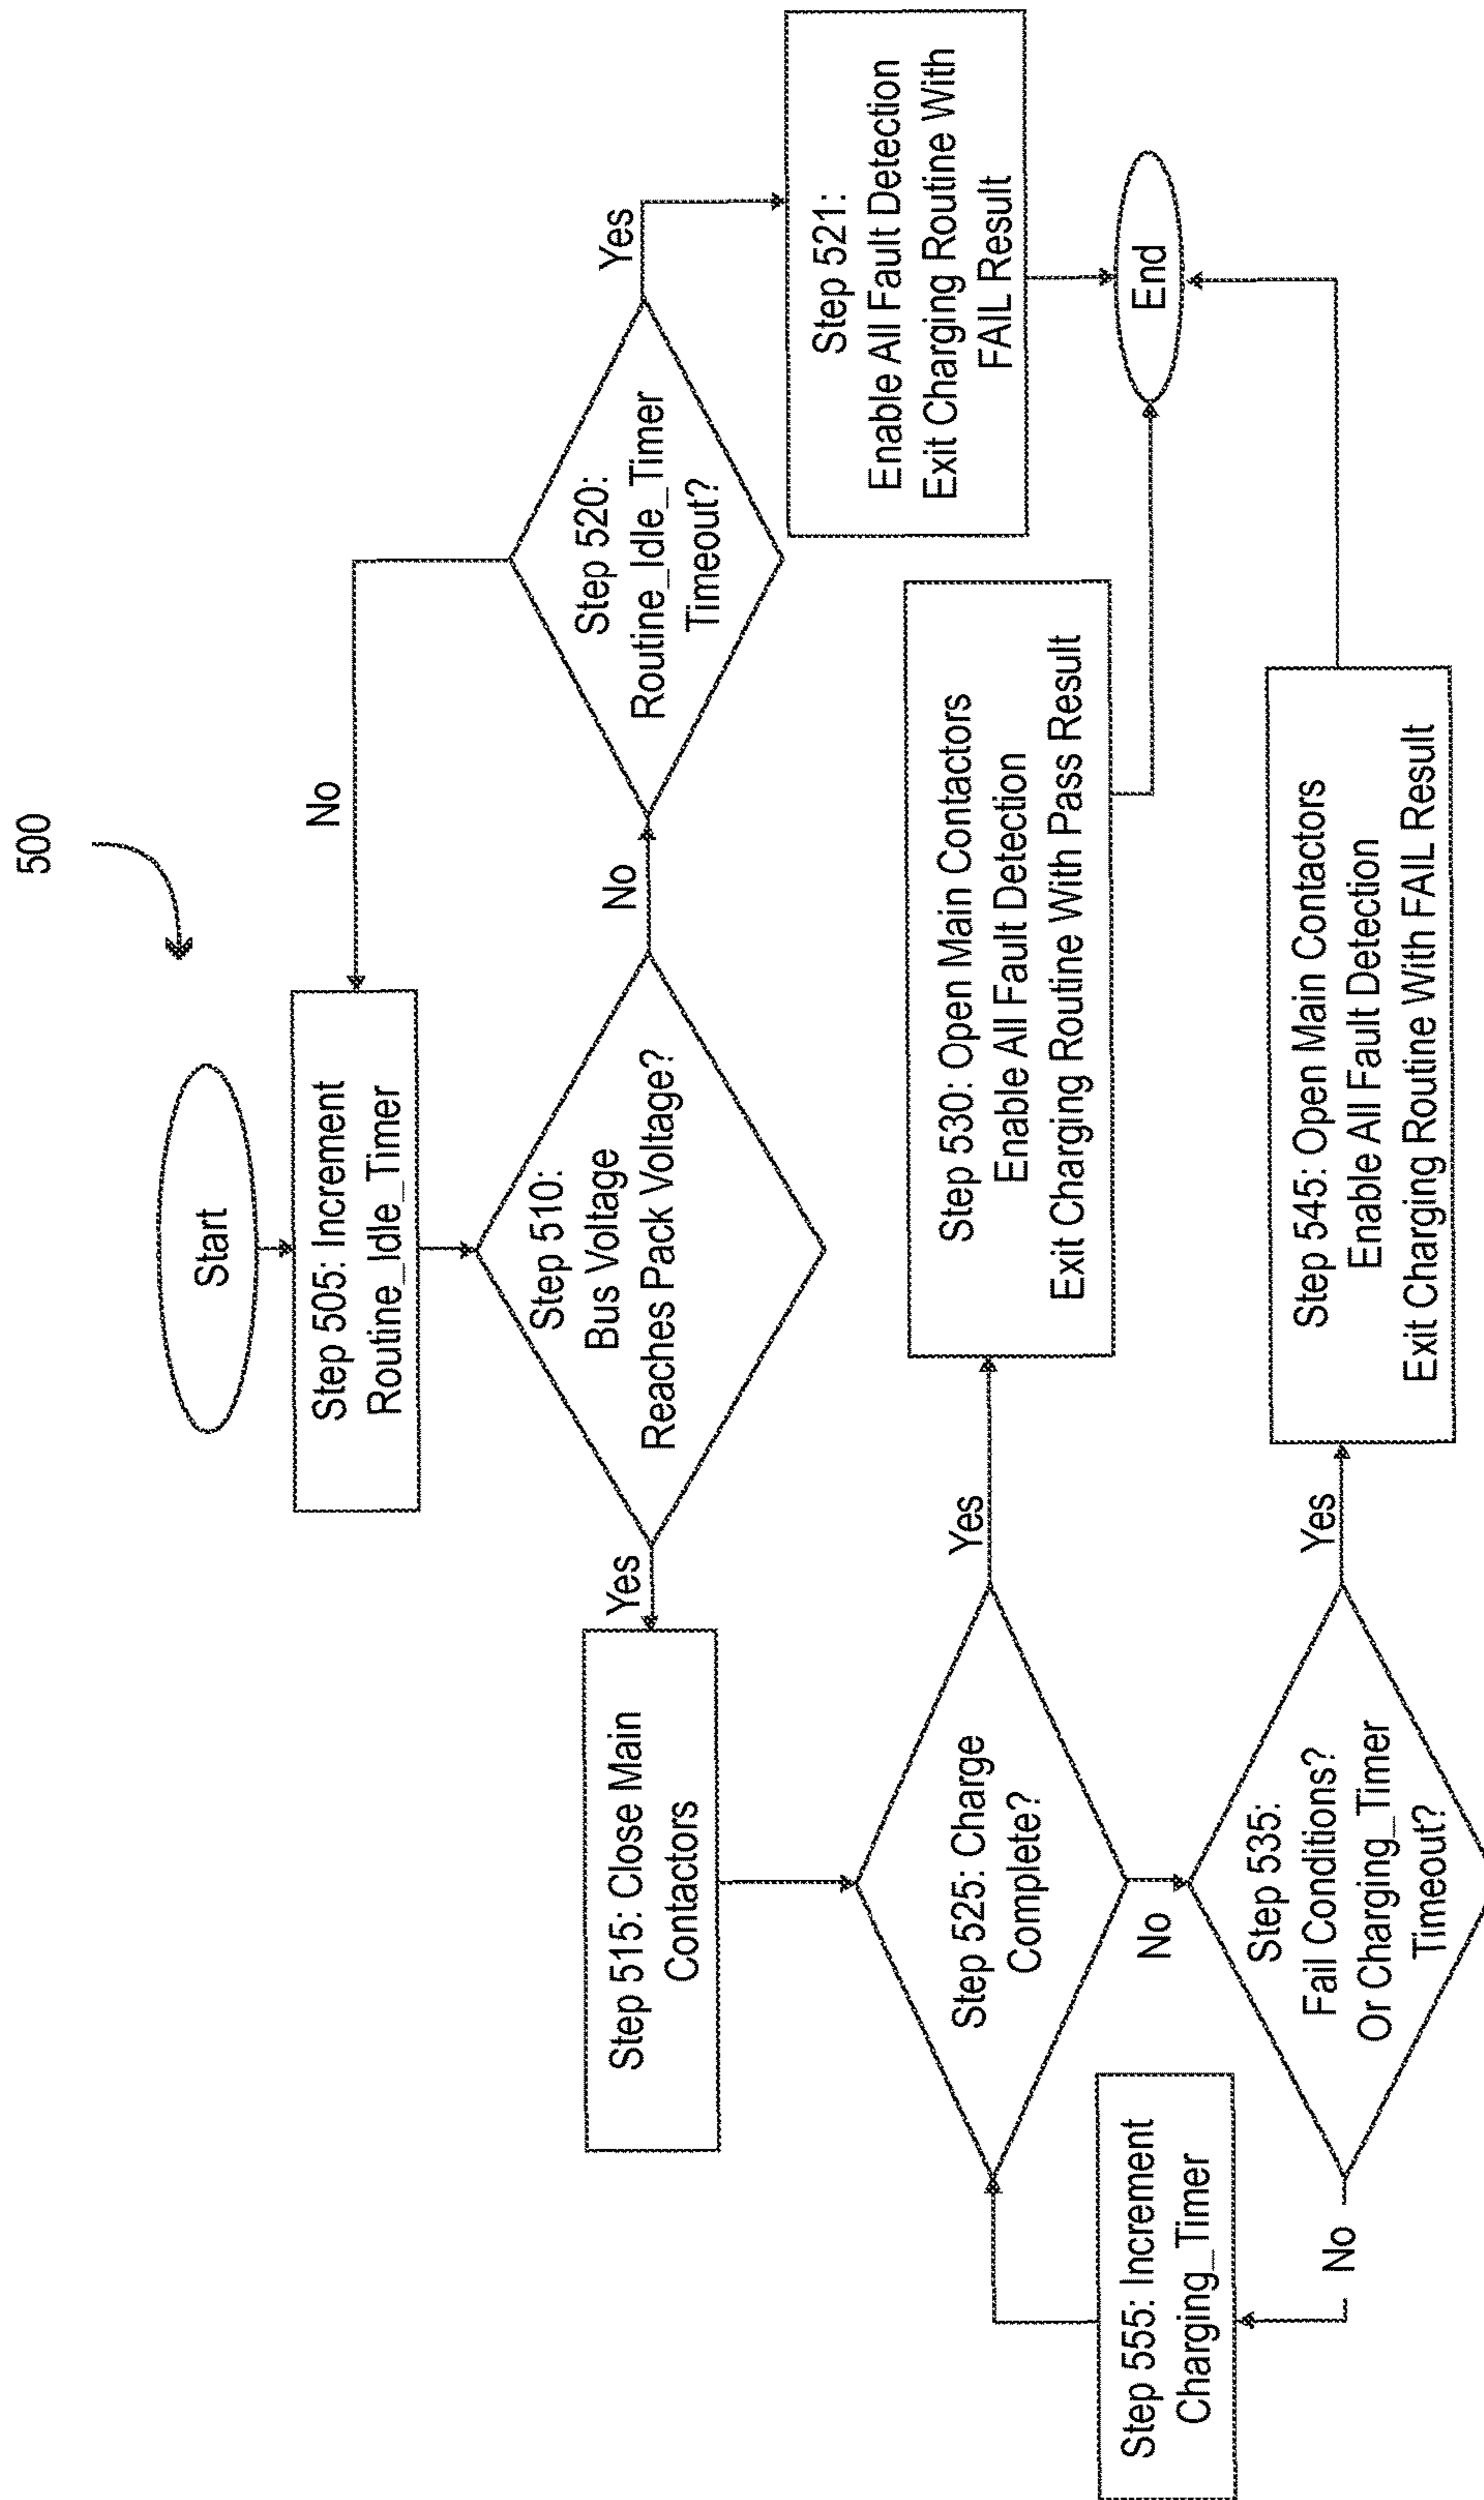 500
Start
Step 505: Increment
Routine_Idle_Timer
No
Step 510:
Bus Voltage
Reaches Pack Voltage?
Yes
No
Step 520:
Routine_Idle_Timer
Timeout?
Yes
Step 515: Close Main
Contactors
Step 521:
Enable All Fault Detection
Exit Charging Routine With
FAIL Result
Step 525: Charge
Complete?
Yes
Step 530: Open Main Contactors
Enable All Fault Detection
Exit Charging Routine With Pass Result
End
No
Step 555: Increment
Charging_Timer
Step 535:
Fail Conditions?
Or Charging_Timer
Timeout?
Yes
No
Step 545: Open Main Contactors
Enable All Fault Detection
Exit Charging Routine With FAIL Result